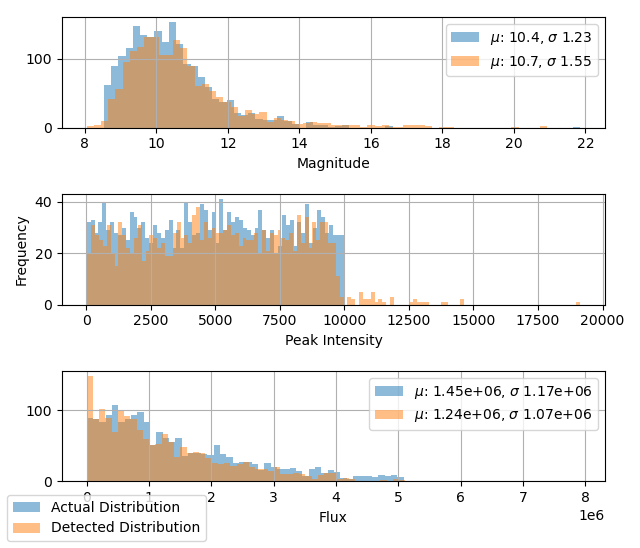 100
0
8 10 12 14 16 18 20 22
Magnitude
μ: 10.4, σ 1.23
μ: 10.7, σ 1.55
Frequency
40
20
0
0 2500 5000 7500 10000 12500 15000 17500 20000
Peak Intensity
100
0
μ: 1.45e+06, σ 1.17e+06
μ: 1.24e+06, σ 1.07e+06
0 1 2 3 4 5 6 7 8
1e6
Flux
Actual Distribution
Detected Distribution